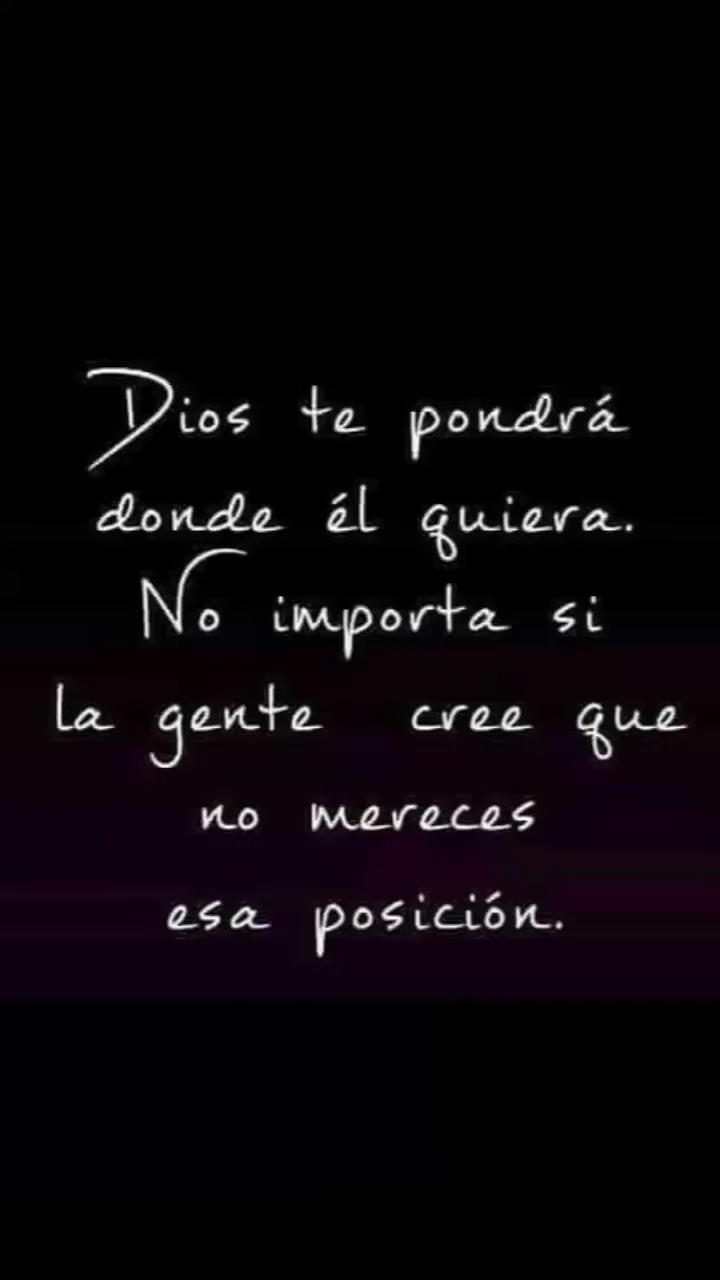 Dios te pondrá
donde él quiera.
No importa si
la gente cree que
no mereces
esa posición.